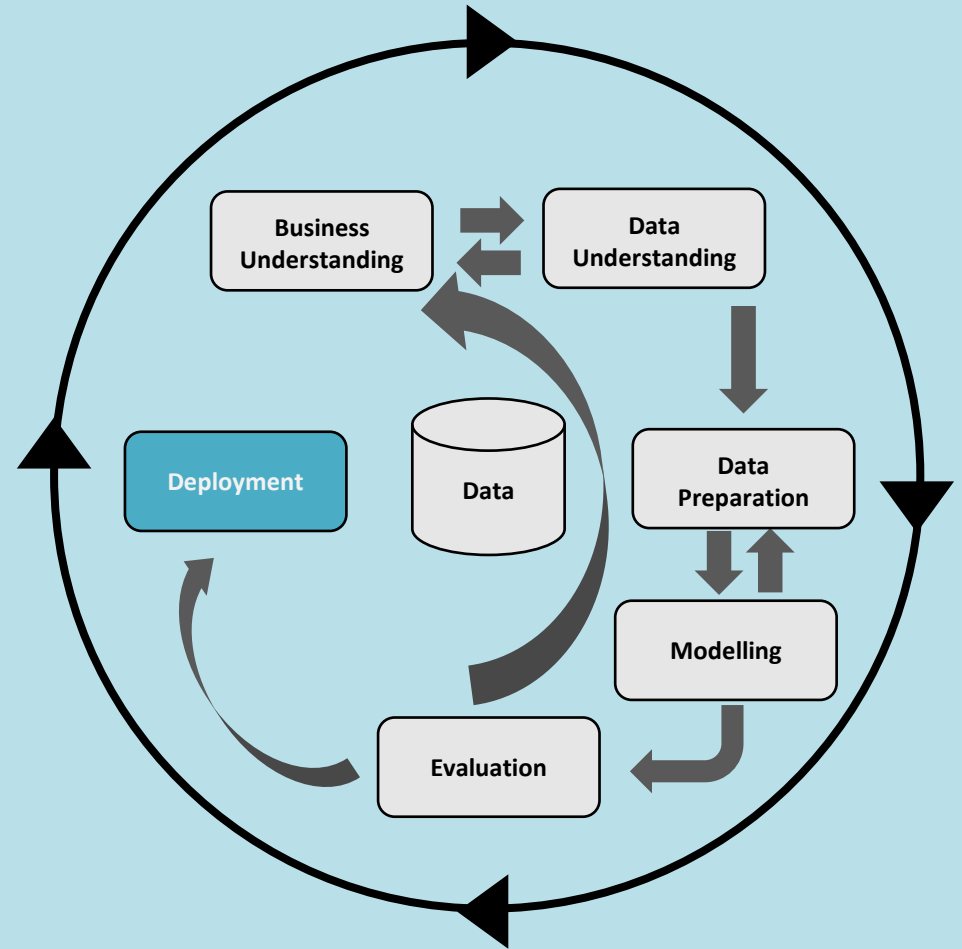 Business
Understanding
Data
Understanding
Deployment
Data
Data
Preparation
Modelling
Evaluation